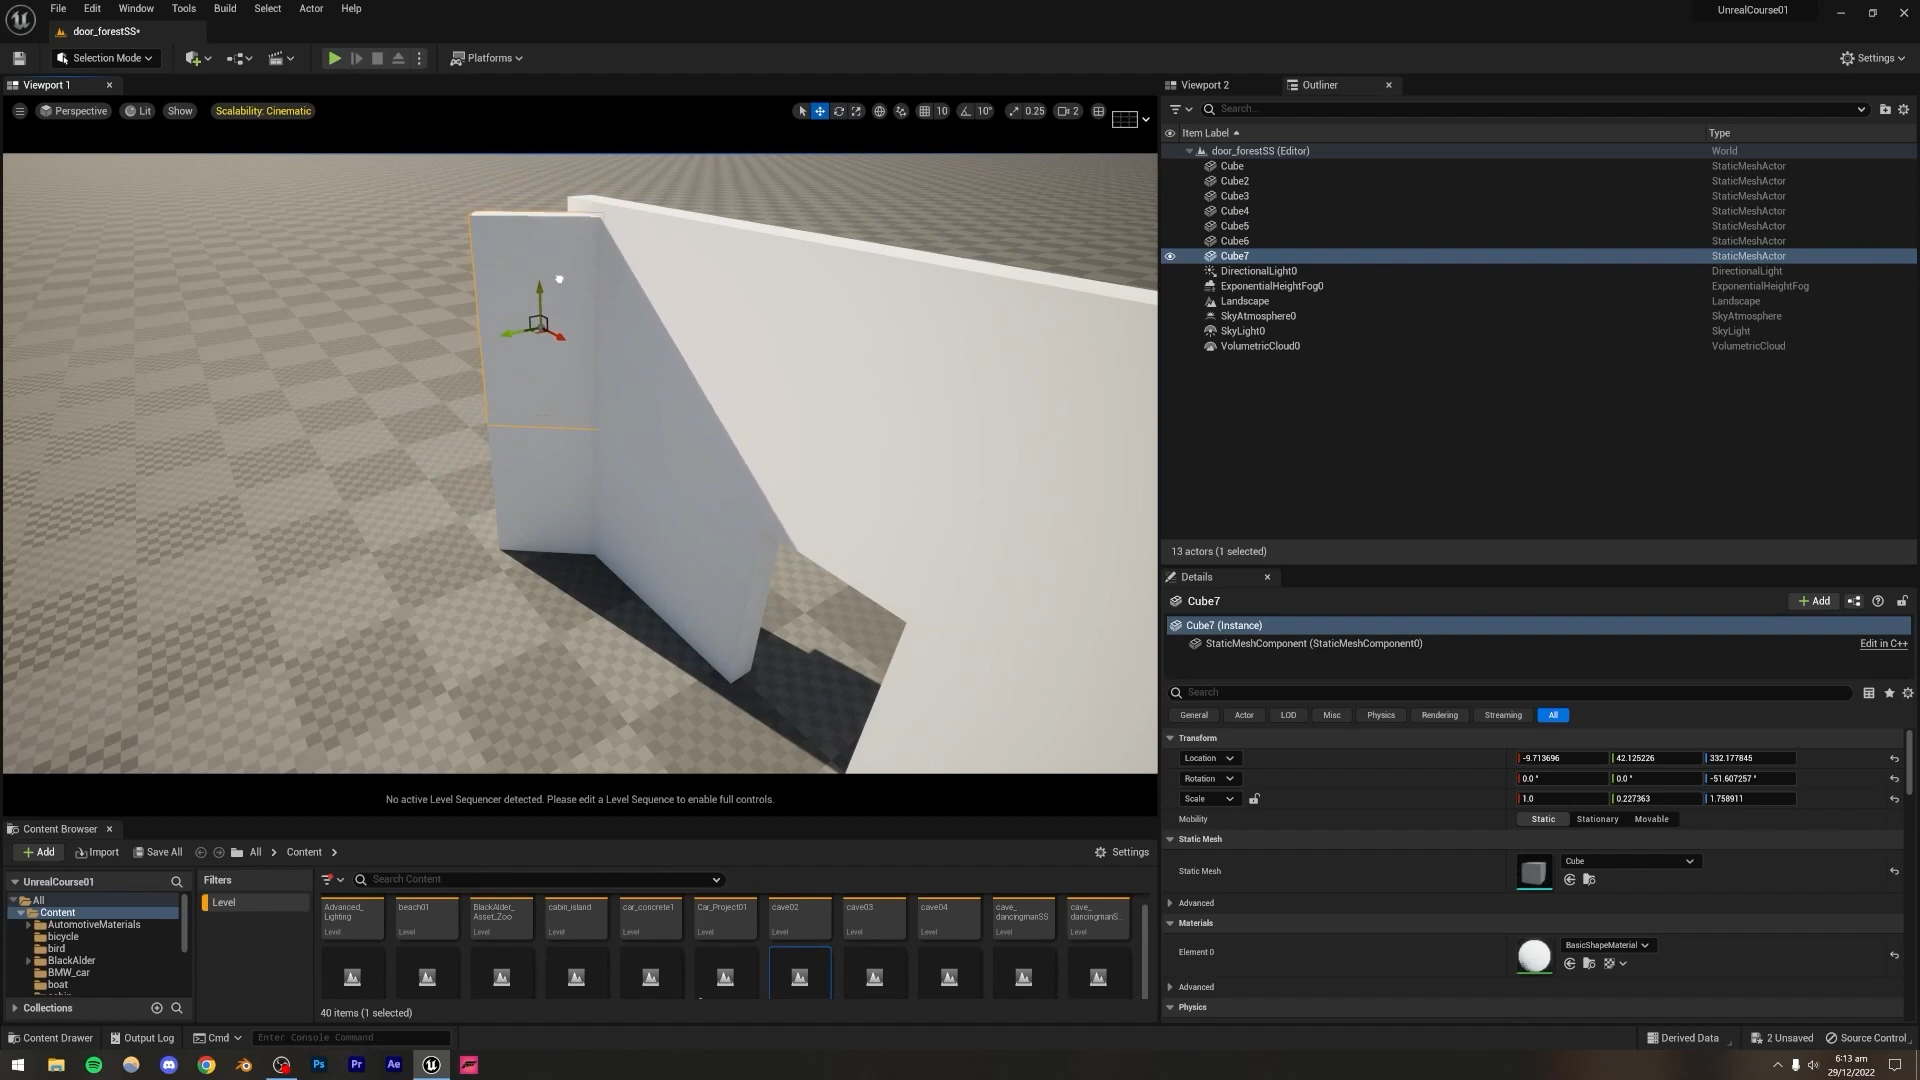 File Edit Window Tools Build Select Actor Help
UnrealCourse01
door_forestSS*
Selection Mode
Platforms
Settings
Viewport 1
Viewport 2
Outliner
Perspective Lit Show Scalability: Cinematic
10 10° 0.25 2
Search...
Item Label Type
door_forestSS (Editor) World
Cube StaticMeshActor
Cube2 StaticMeshActor
Cube3 StaticMeshActor
Cube4 StaticMeshActor
Cube5 StaticMeshActor
Cube6 StaticMeshActor
Cube7 StaticMeshActor
DirectionalLight0 DirectionalLight
ExponentialHeightFog0 ExponentialHeightFog
Landscape Landscape
SkyAtmosphere0 SkyAtmosphere
SkyLight0 SkyLight
VolumetricCloud0 VolumetricCloud
13 actors (1 selected)
Details
Cube7
Add
Cube7 (Instance)
StaticMeshComponent (StaticMeshComponent0) Edit in C++
Search
General Actor LOD Misc Physics Rendering Streaming All
Transform
Location -9.713696 42.125226 332.177845
Rotation 0.0 ° 0.0 ° -51.607257 °
Scale 1.0 0.227363 1.758911
Mobility Static Stationary Movable
Static Mesh
Static Mesh Cube
Advanced
Materials
Element 0 BasicShapeMaterial
Advanced
Physics
No active Level Sequencer detected. Please edit a Level Sequence to enable full controls.
Content Browser
Add Import Save All All Content Settings
UnrealCourse01
All
Content
AutomotiveMaterials
bicycle
bird
BlackAlder
BMW_car
boat
Collections
Filters
Level
Search Content
Advanced_
Lighting
Level
beach01
Level
BlackAlder_
Asset_Zoo
Level
cabin_island
Level
car_concrete1
Level
Car_Project01
Level
cave02
Level
cave03
Level
cave04
Level
cave_
dancingmanSS
Level
cave_
dancingmanS...
Level
40 items (1 selected)
Content Drawer Output Log Cmd Enter Console Command
Derived Data 2 Unsaved Source Control
Ps Pr Ae
6:13 am
29/12/2022